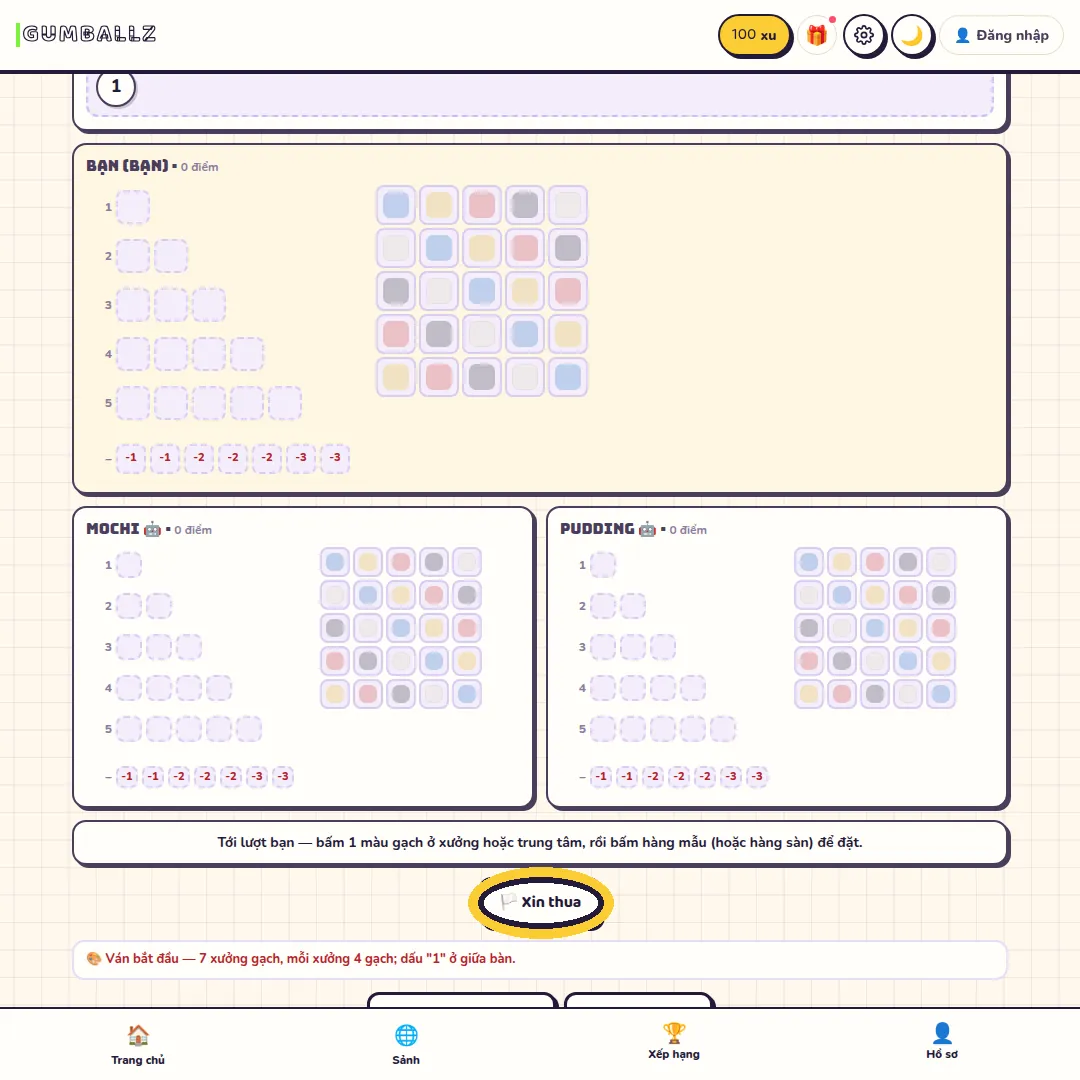 GUMBALLZ
100 xu
Đăng nhập
1
BẠN (BẠN) • 0 điểm
1
2
3
4
5
– -1 -1 -2 -2 -2 -3 -3
MOCHI 🤖 • 0 điểm
1
2
3
4
5
– -1 -1 -2 -2 -2 -3 -3
PUDDING 🤖 • 0 điểm
1
2
3
4
5
– -1 -1 -2 -2 -2 -3 -3
Tới lượt bạn — bấm 1 màu gạch ở xưởng hoặc trung tâm, rồi bấm hàng mẫu (hoặc hàng sàn) để đặt.
Xin thua
Ván bắt đầu — 7 xưởng gạch, mỗi xưởng 4 gạch; dấu "1" ở giữa bàn.
Trang chủ
Sảnh
Xếp hạng
Hồ sơ